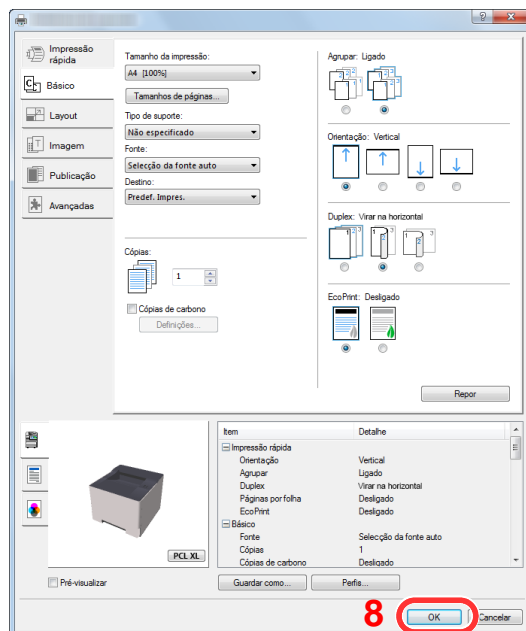 Impressão
rápida
Básico
Layout
Imagem
Publicação
Avançadas
Tamanho da impressão:
A4 [100%]
Tamanhos de páginas...
Tipo de suporte:
Não especificado
Fonte:
Selecção da fonte auto
Destino:
Predef. Impres.
Cópias:
1
Cópias de carbono
Definições...
Agrupar: Ligado
Orientação: Vertical
Duplex: Virar na horizontal
EcoPrint: Desligado
Repor
Item Detalhe
Impressão rápida
Orientação Vertical
Agrupar Ligado
Duplex Virar na horizontal
Páginas por folha Desligado
EcoPrint Desligado
Básico
Fonte Selecção da fonte auto
Cópias 1
Cópias de carbono Desligado
PCL XL
Pré-visualizar
Guardar como...
Perfis...
8
OK
Cancelar